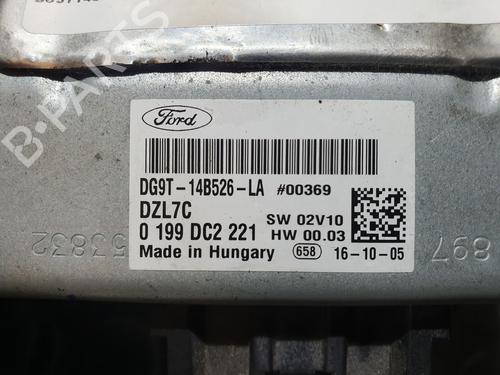 B-PARTS
Ford
DG9T-14B526-LA #00369
DZL7C
SW 02V10
0 199 DC2 221
HW 00.03
Made in Hungary 658 16-10-05
53832
897